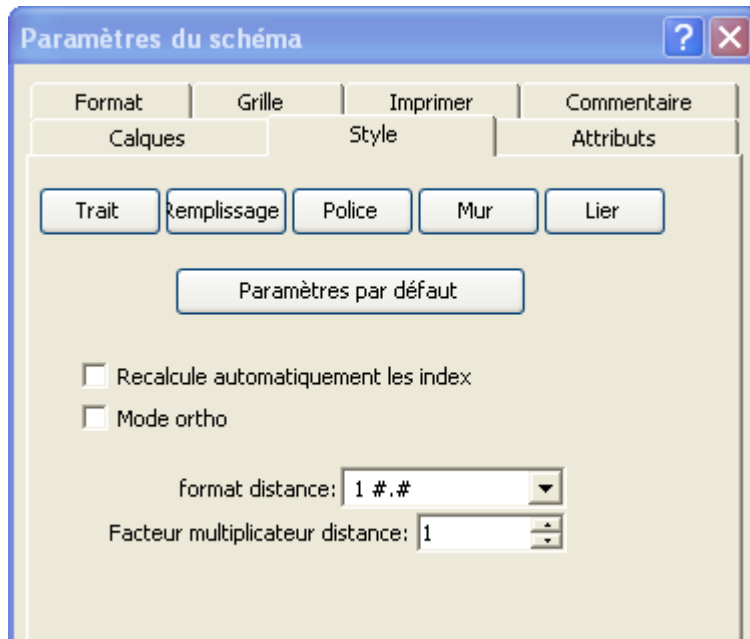 Paramètres du schéma
Format Grille Imprimer Commentaire
Calques Style Attributs
Trait Remplissage Police Mur Lier
Paramètres par défaut
Recalcule automatiquement les index
Mode ortho
format distance: 1 #.#
Facteur multiplicateur distance: 1